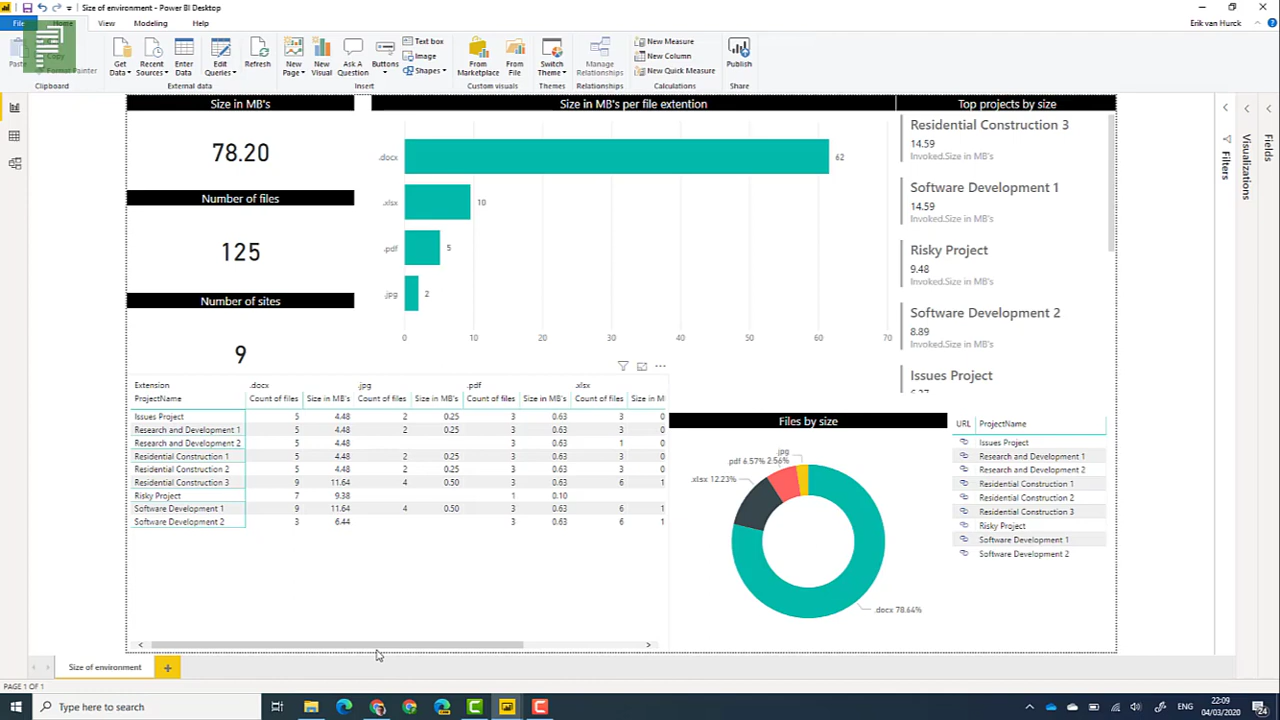 Size of environment - Power BI Desktop
Erik van Hurck
File Home View Modeling Help
Paste
Copy
Format Painter
Get Data
Recent Sources
Enter Data
Edit Queries
Refresh
New Page
New Visual
Ask A Question
Buttons
Text box
Image
Shapes
From Marketplace
From File
Switch Theme
Manage Relationships
New Measure
New Column
New Quick Measure
Publish
Clipboard External data Insert Custom visuals Themes Relationships Calculations Share
Size in MB's
78.20
Number of files
125
Number of sites
9
Size in MB's per file extention
.docx 62
.xlsx 10
.pdf 5
.jpg 2
0 10 20 30 40 50 60 70
Top projects by size
Residential Construction 3
14.59
Invoked.Size in MB's
Software Development 1
14.59
Invoked.Size in MB's
Risky Project
9.48
Invoked.Size in MB's
Software Development 2
8.89
Invoked.Size in MB's
Issues Project
Filters
Visualizations
Fields
Extension .docx .jpg .pdf .xlsx
ProjectName Count of files Size in MB's Count of files Size in MB's Count of files Size in MB's Count of files Size in M
Issues Project 5 4.48 2 0.25 3 0.63 3 0
Research and Development 1 5 4.48 2 0.25 3 0.63 3 0
Research and Development 2 5 4.48 3 0.63 1 0
Residential Construction 1 5 4.48 2 0.25 3 0.63 3 0
Residential Construction 2 5 4.48 2 0.25 3 0.63 3 0
Residential Construction 3 9 11.64 4 0.50 3 0.63 6 1
Risky Project 7 9.38 1 0.10
Software Development 1 9 11.64 4 0.50 3 0.63 6 1
Software Development 2 3 6.44 3 0.63 6 1
Files by size
.jpg 2.56%
.pdf 6.57%
.xlsx 12.23%
.docx 78.64%
URL ProjectName
Issues Project
Research and Development 1
Research and Development 2
Residential Construction 1
Residential Construction 2
Residential Construction 3
Risky Project
Software Development 1
Software Development 2
Size of environment
PAGE 1 OF 1
Type here to search
ENG
22:09
04/03/2020
24